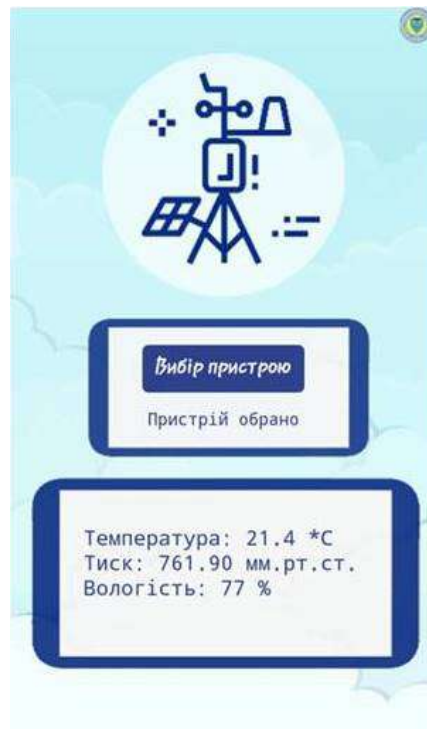 Вибір пристрою
Пристрій обрано
Температура: 21.4 *C
Тиск: 761.90 мм.рт.ст.
Вологість: 77 %